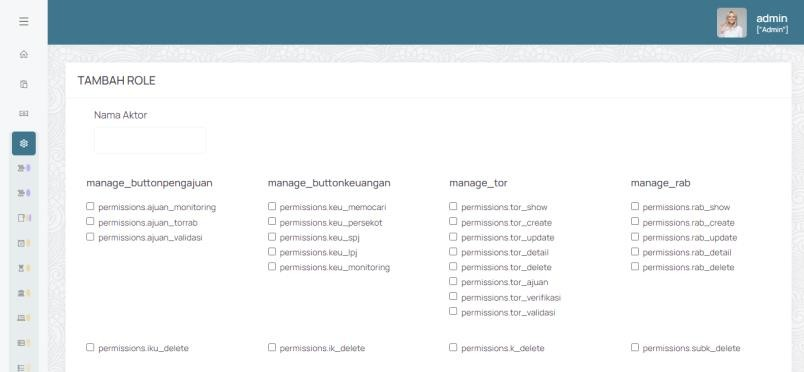 admin
["Admin"]
TAMBAH ROLE
Nama Aktor
manage_buttonpengajuan
permissions.ajuan_monitoring
permissions.ajuan_torrab
permissions.ajuan_validasi
manage_buttonkeuangan
permissions.keu_memocari
permissions.keu_persekot
permissions.keu_spj
permissions.keu_lpj
permissions.keu_monitoring
manage_tor
permissions.tor_show
permissions.tor_create
permissions.tor_update
permissions.tor_detail
permissions.tor_delete
permissions.tor_ajuan
permissions.tor_verifikasi
permissions.tor_validasi
manage_rab
permissions.rab_show
permissions.rab_create
permissions.rab_update
permissions.rab_detail
permissions.rab_delete
permissions.iku_delete
permissions.ik_delete
permissions.k_delete
permissions.subk_delete